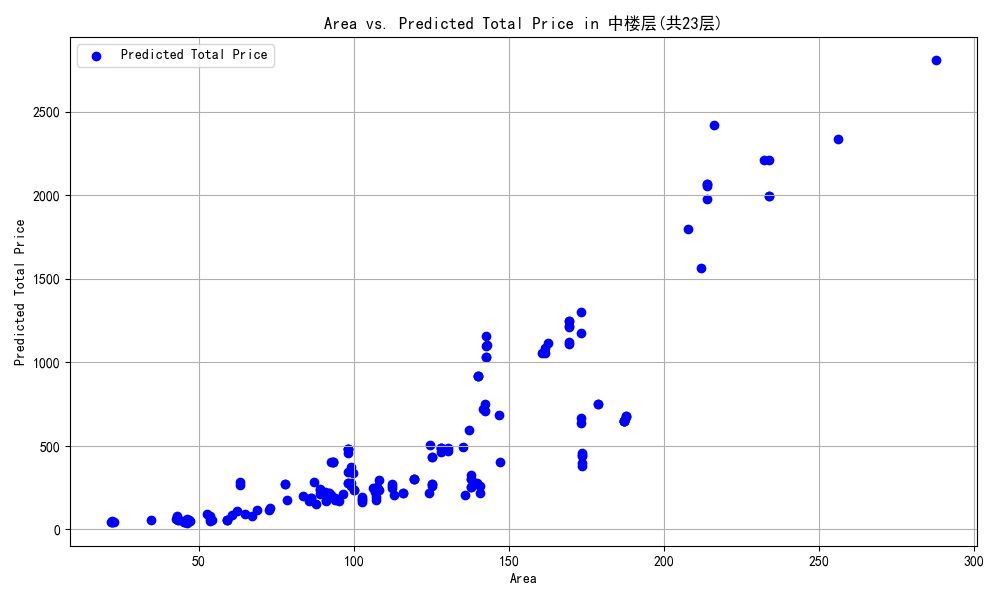 Area vs. Predicted Total Price in 中楼层(共23层)
Predicted Total Price
Predicted Total Price
2500
2000
1500
1000
500
0
50 100 150 200 250 300
Area